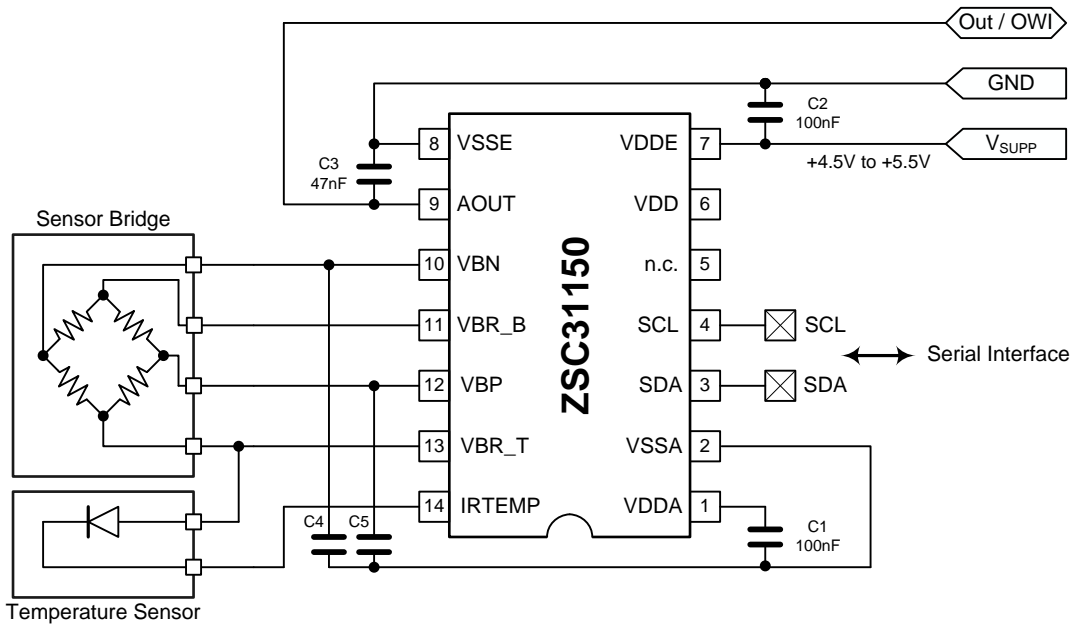 Out / OWI
GND
C2
100nF
V_SUPP
+4.5V to +5.5V
C3
47nF
8 VSSE VDDE 7
9 AOUT VDD 6
Sensor Bridge
10 VBN n.c. 5
11 VBR_B SCL 4 SCL
ZSC31150
Serial Interface
12 VBP SDA 3 SDA
13 VBR_T VSSA 2
14 IRTEMP VDDA 1
C4 C5
C1
100nF
Temperature Sensor